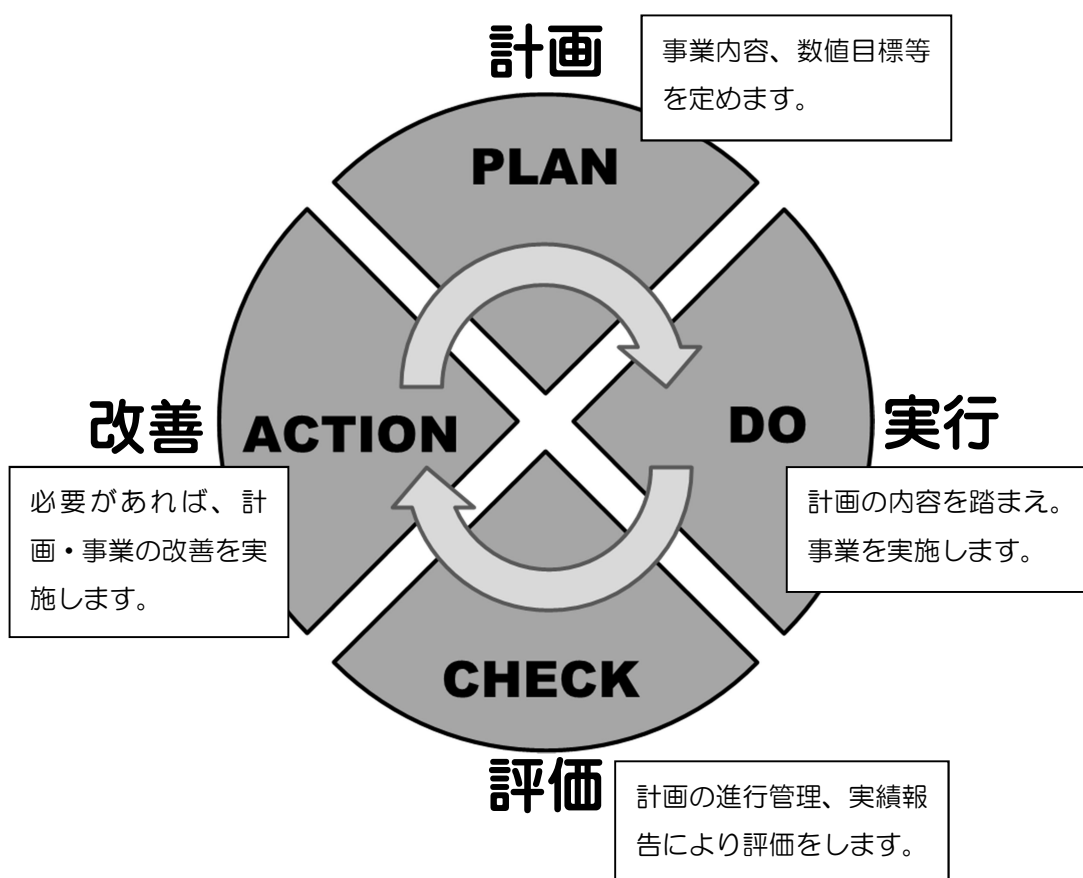 計画
事業内容、数値目標等
を定めます。
PLAN
改善
ACTION
DO
実行
必要があれば、計
画・事業の改善を実
施します。
計画の内容を踏まえ。
事業を実施します。
CHECK
評価
計画の進行管理、実績報
告により評価をします。